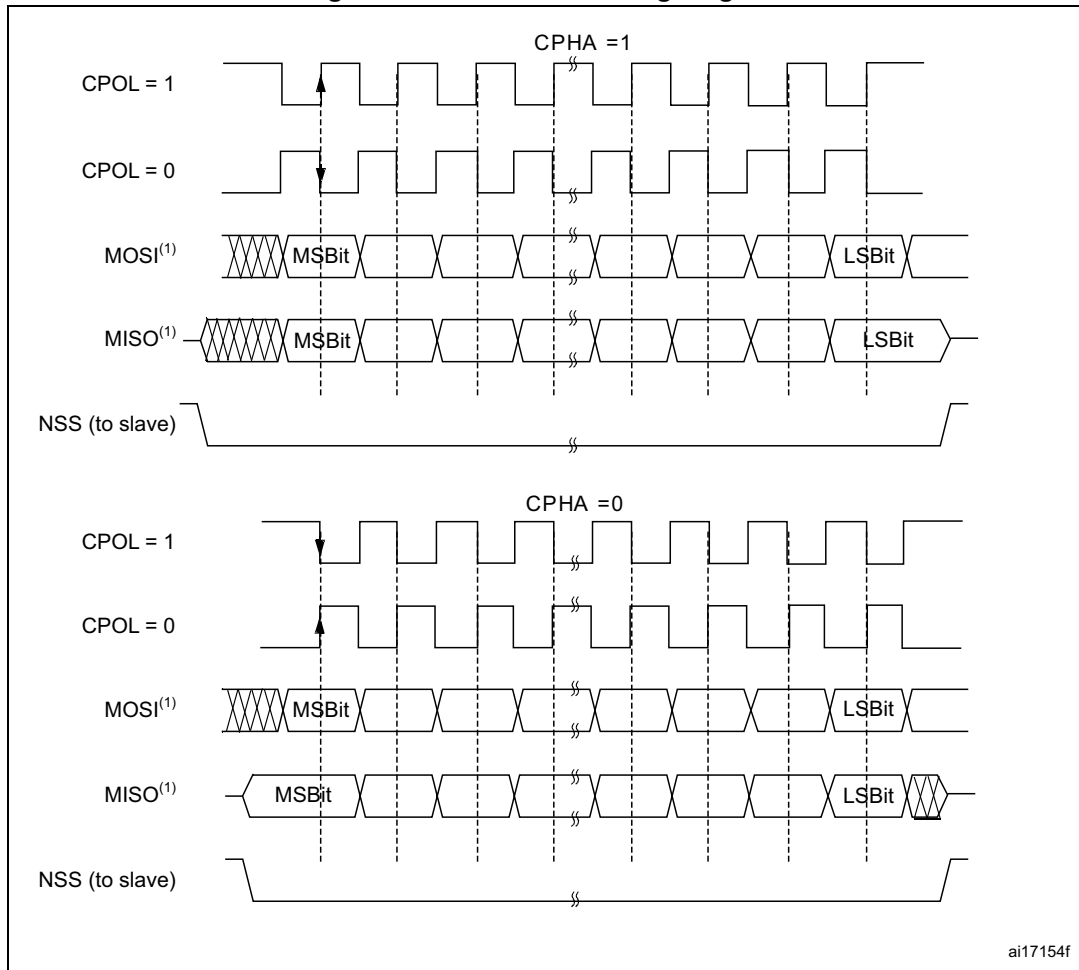 CPHA =1
CPOL = 1
CPOL = 0
MOSI(1) MSBit LSBit
MISO(1) MSBit LSBit
NSS (to slave)
CPHA =0
CPOL = 1
CPOL = 0
MOSI(1) MSBit LSBit
MISO(1) MSBit LSBit
NSS (to slave)
ai17154f